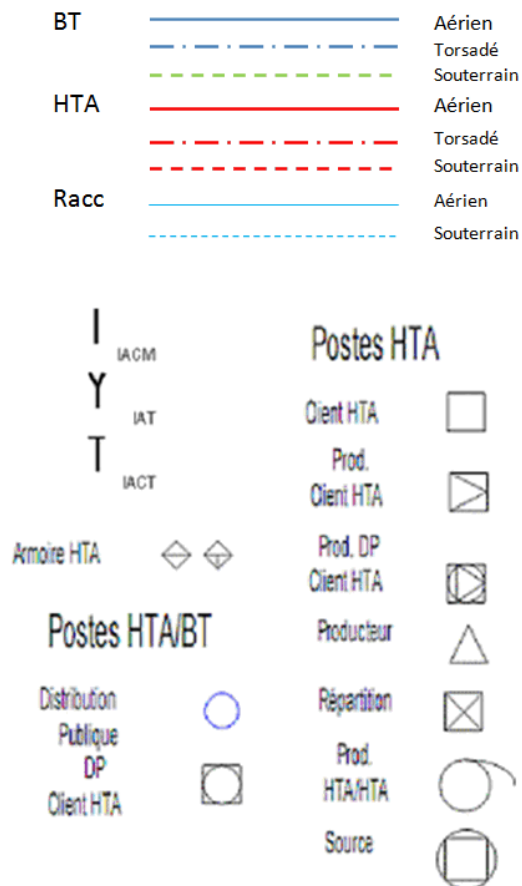 BT Aérien
Torsadé
Souterrain
HTA Aérien
Torsadé
Souterrain
Racc Aérien
Souterrain
I
IACM
Y
IAT
T
IACT
Armoire HTA
Postes HTA/BT
Distribution
Publique
DP
Client HTA
Postes HTA
Client HTA
Prod.
Client HTA
Prod. DP
Client HTA
Producteur
Répartition
Prod.
HTA/HTA
Source